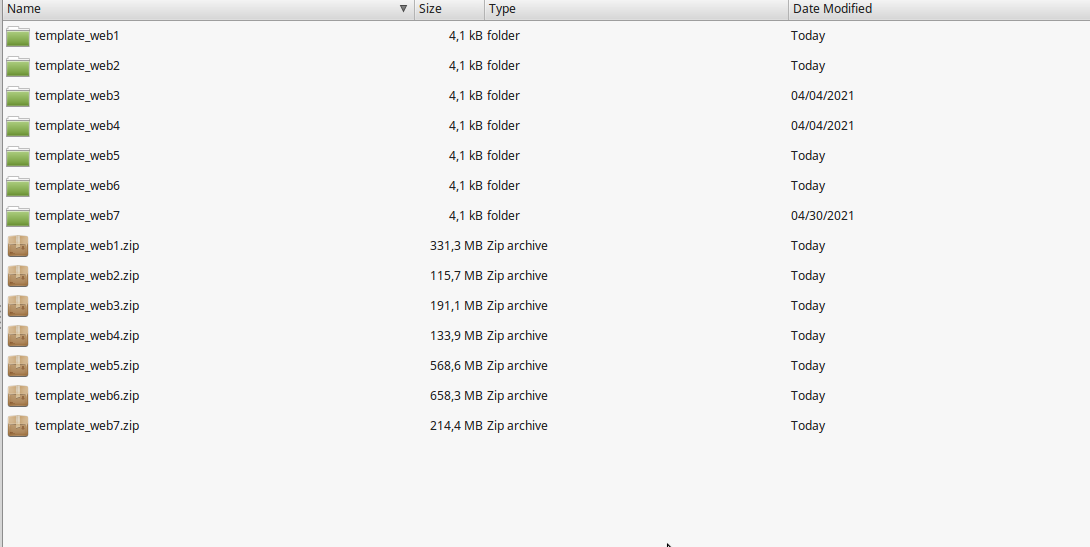 Name Size Type Date Modified
template_web1 4,1 kB folder Today
template_web2 4,1 kB folder Today
template_web3 4,1 kB folder 04/04/2021
template_web4 4,1 kB folder 04/04/2021
template_web5 4,1 kB folder Today
template_web6 4,1 kB folder Today
template_web7 4,1 kB folder 04/30/2021
template_web1.zip 331,3 MB Zip archive Today
template_web2.zip 115,7 MB Zip archive Today
template_web3.zip 191,1 MB Zip archive Today
template_web4.zip 133,9 MB Zip archive Today
template_web5.zip 568,6 MB Zip archive Today
template_web6.zip 658,3 MB Zip archive Today
template_web7.zip 214,4 MB Zip archive Today